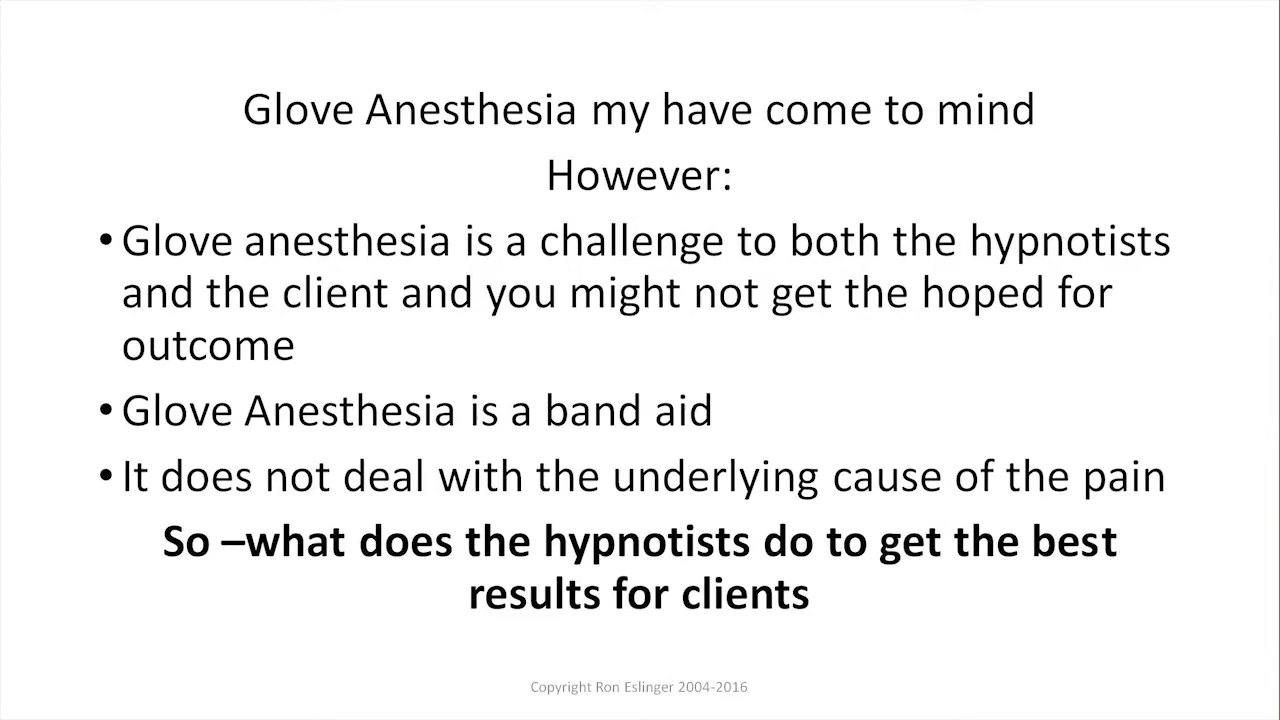 Glove Anesthesia my have come to mind
However:
• Glove anesthesia is a challenge to both the hypnotists
and the client and you might not get the hoped for
outcome
• Glove Anesthesia is a band aid
• It does not deal with the underlying cause of the pain
So –what does the hypnotists do to get the best
results for clients
Copyright Ron Eslinger 2004-2016